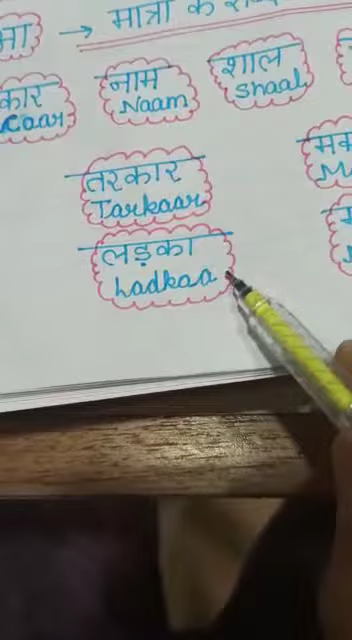 → मात्रा के
कार नाम शाल
Caar Naam Shaal
तरकार
Tarkaar
लड़का
Ladkaa